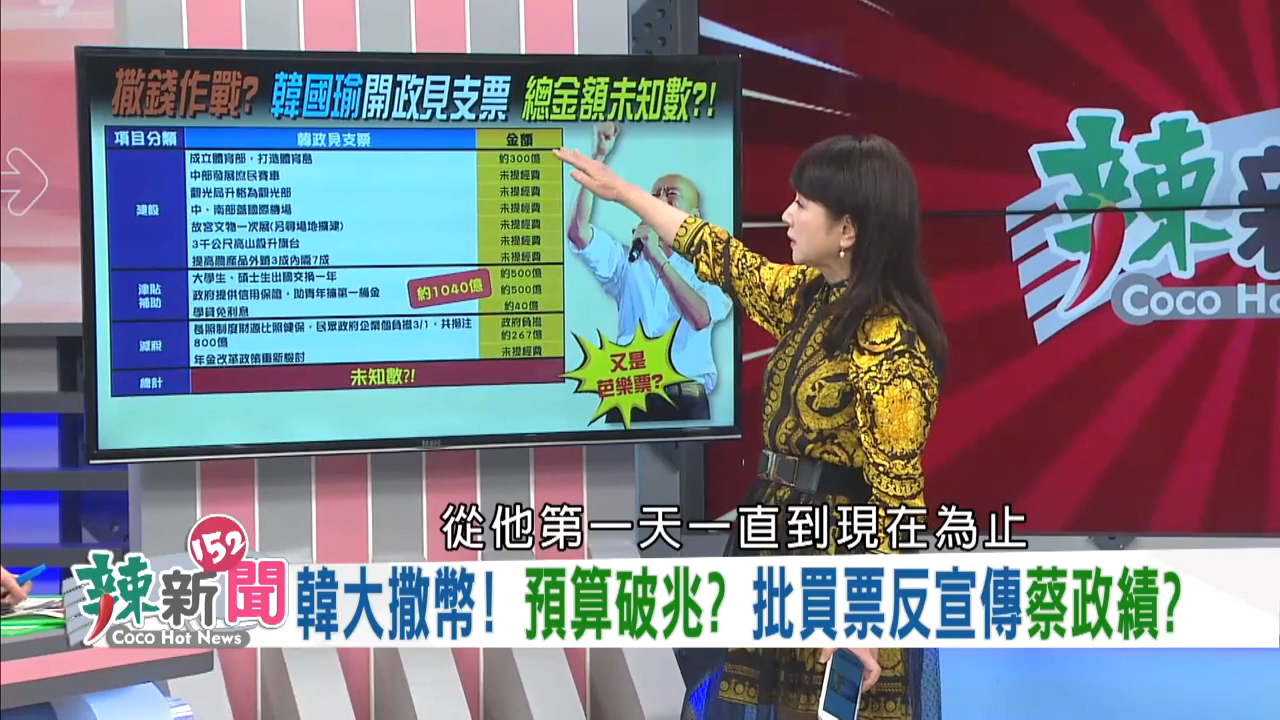 撒錢作戰? 韓國瑜開政見支票 總金額未知數?!
項目分類 韓政見支票 金額
建設
成立體育部，打造體育島 約300億
中部發展庶民賽車 未提經費
觀光局升格為觀光部 未提經費
中、南部蓋國際機場 未提經費
故宮文物一次展(另尋場地擴建) 未提經費
3千公尺高山設升旗台 未提經費
提高農產品外銷3成內需7成 未提經費
津貼
補助
大學生、碩士生出國交換一年 約500億
政府提供信用保證，助青年擁第一桶金 約500億
學貸免利息 約40億
約1040億
減稅
長照制度財源比照健保，民眾政府企業個負擔3/1，共撥注
800億
政府負擔
約267億
年金改革政策重新檢討 未提經費
總計 未知數?!
又是
芭樂票?
辣新
Coco Ho
從他第一天一直到現在為止
152
辣新聞
Coco Hot News
韓大撒幣! 預算破兆? 批買票反宣傳蔡政績?